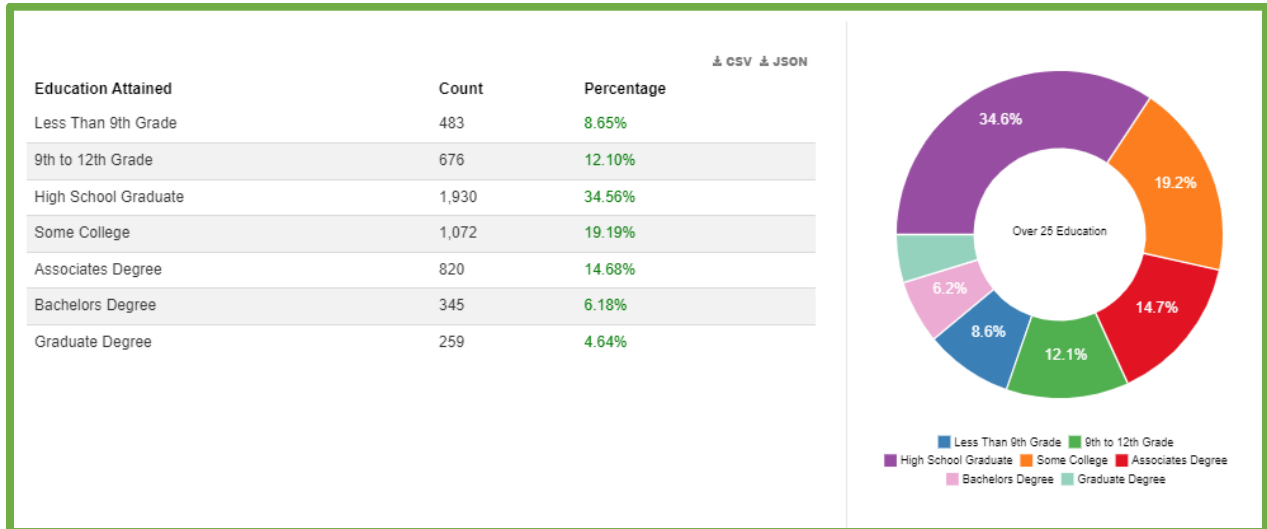 CSV JSON
Education Attained Count Percentage
Less Than 9th Grade 483 8.65%
9th to 12th Grade 676 12.10%
High School Graduate 1,930 34.56%
Some College 1,072 19.19%
Associates Degree 820 14.68%
Bachelors Degree 345 6.18%
Graduate Degree 259 4.64%
34.6%
19.2%
Over 25 Education
6.2%
14.7%
8.6%
12.1%
Less Than 9th Grade 9th to 12th Grade
High School Graduate Some College Associates Degree
Bachelors Degree Graduate Degree